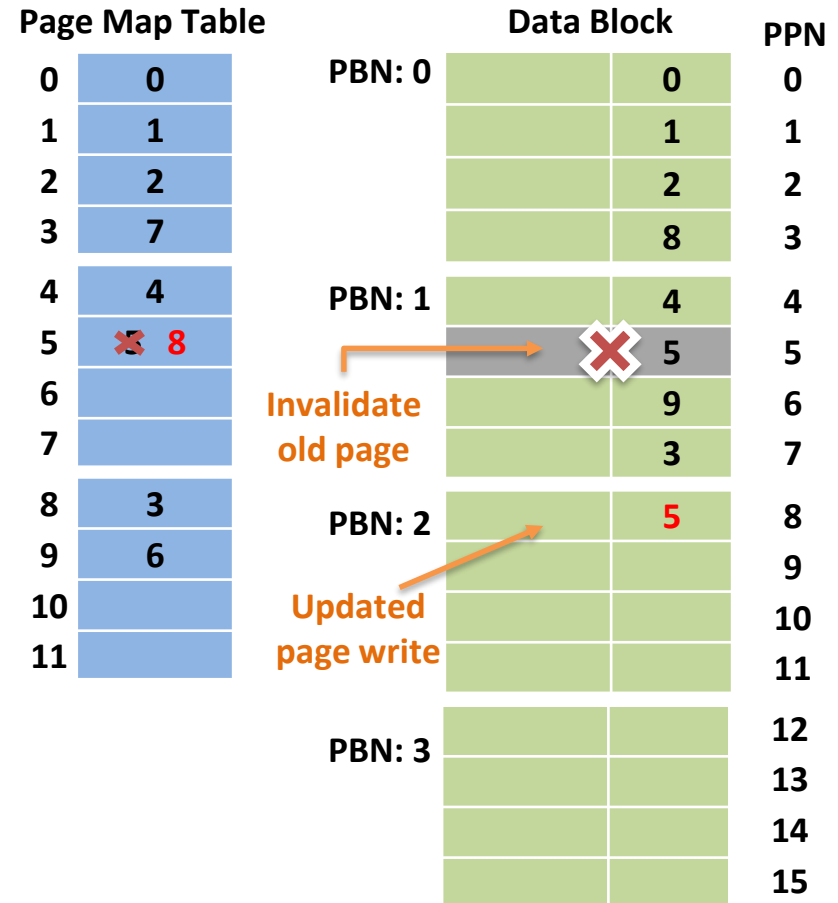 Page Map Table Data Block PPN
0 0 PBN: 0 0 0
1 1 1 1
2 2 2 2
3 7 8 3
4 4 PBN: 1 4 4
5 5 8 5 5
6 9 6
Invalidate
7 3 7
old page
8 3 PBN: 2 5 8
9 6 9
10 Updated 10
11 page write 11
PBN: 3 12
13
14
15